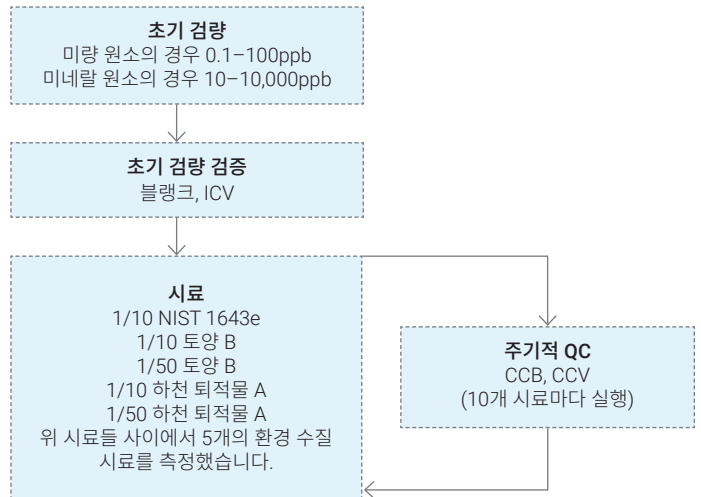 초기 검량
미량 원소의 경우 0.1–100ppb
미네랄 원소의 경우 10–10,000ppb
초기 검량 검증
블랭크, ICV
시료
1/10 NIST 1643e
1/10 토양 B
1/50 토양 B
1/10 하천 퇴적물 A
1/50 하천 퇴적물 A
위 시료들 사이에서 5개의 환경 수질
시료를 측정했습니다.
주기적 QC
CCB, CCV
(10개 시료마다 실행)